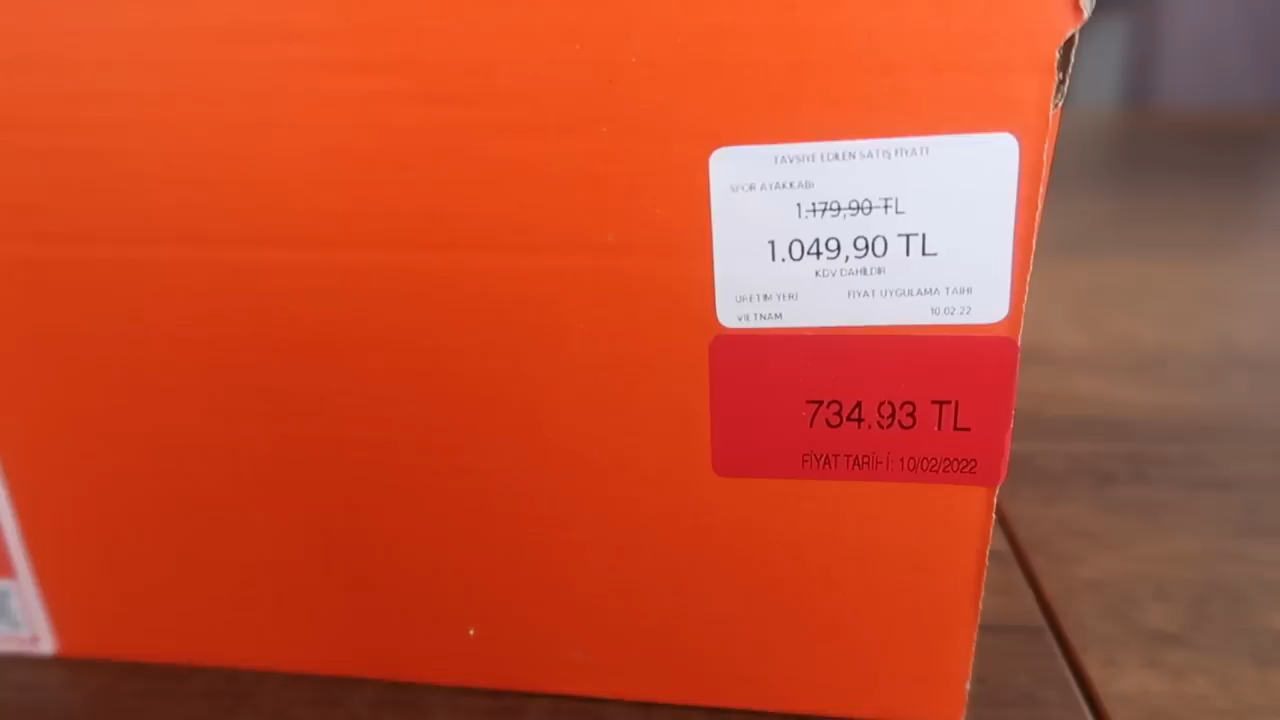 TAVSİYE EDİLEN SATIŞ FİYATI
SPOR AYAKKABI
1.179,90 TL
1.049,90 TL
KDV DAHİLDİR
ÜRETİM YERİ FİYAT UYGULAMA TARİHİ
VIETNAM 10.02.22
734.93 TL
FİYAT TARİHİ: 10/02/2022